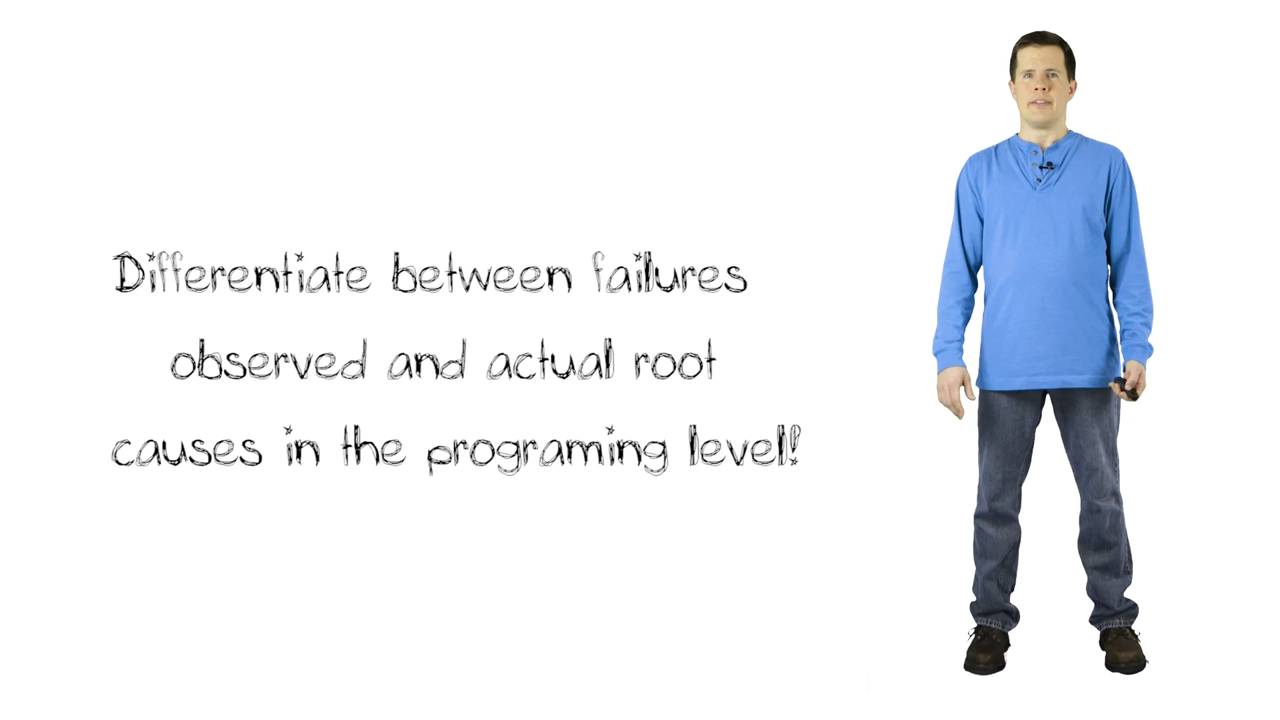 Differentiate between failures
observed and actual root
causes in the programing level!